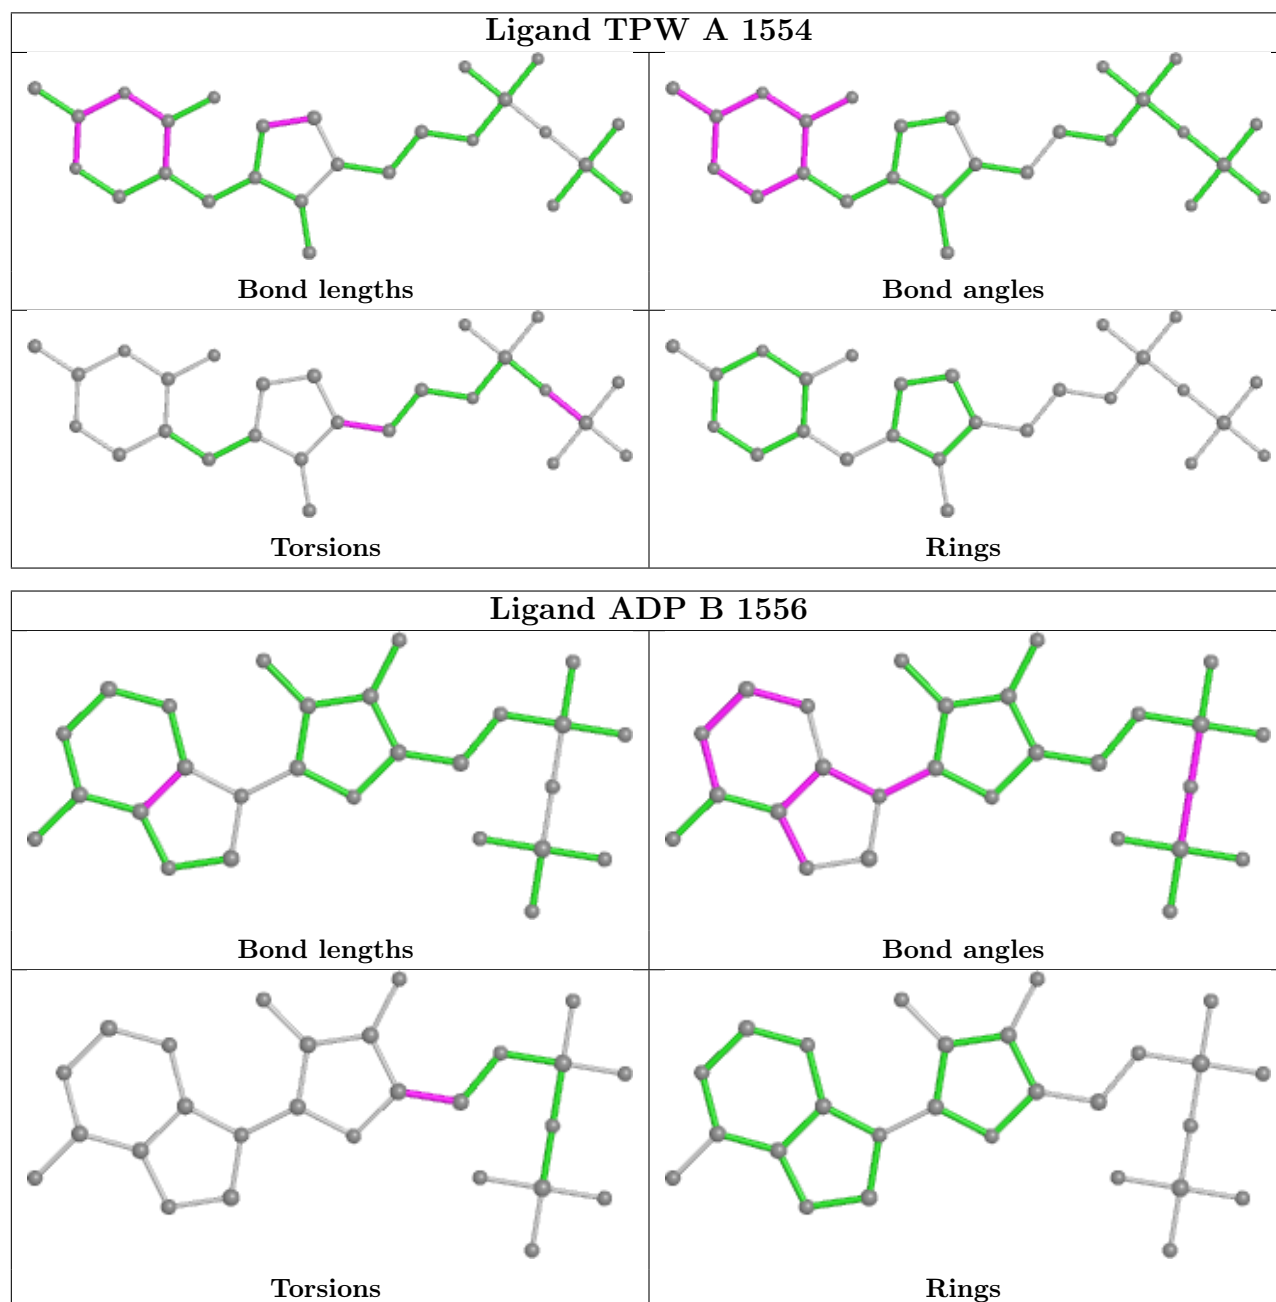 Ligand TPW A 1554
Bond lengths
Bond angles
Torsions
Rings
Ligand ADP B 1556
Bond lengths
Bond angles
Torsions
Rings